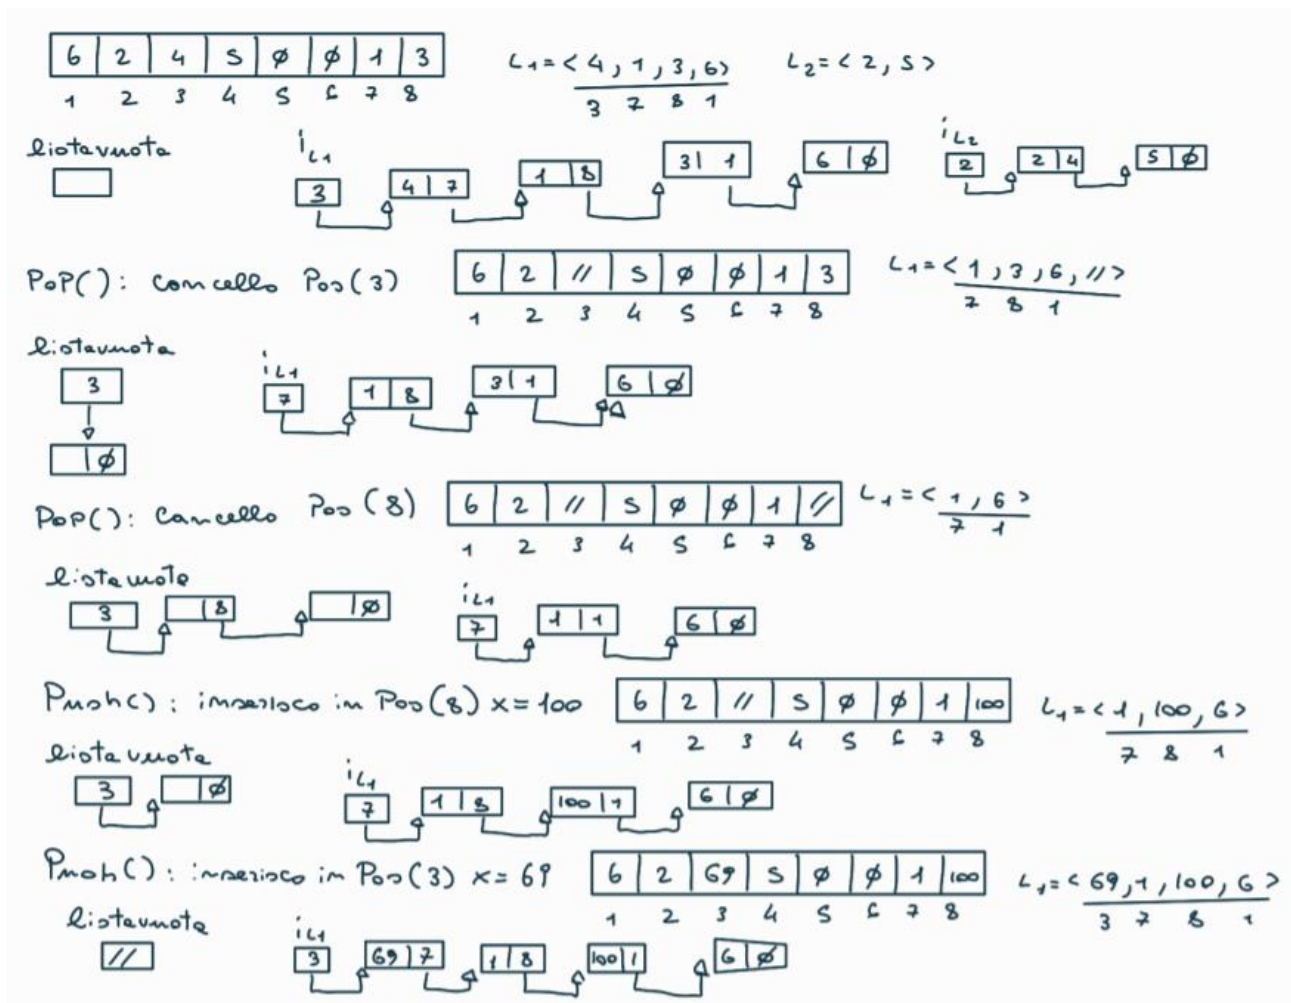 6 2 4 5 ø ø 1 3 L1=< 4, 1, 3, 6> L2=< 2, 5 >
1 2 3 4 5 6 7 8 3 7 8 1
listavuota iL1 iL2
3 4 7 1 8 3 1 6 ø 2 2 4 5 ø
POP(): cancello Pos(3) 6 2 // 5 ø ø 1 3 L1=< 1, 3, 6, //>
1 2 3 4 5 6 7 8 7 8 1
listavuota iL1
3 7 1 8 3 1 6 ø
ø
POP(): cancello Pos (8) 6 2 // 5 ø ø 1 // L1=< 1, 6 >
1 2 3 4 5 6 7 8 7 1
listavuota iL1
3 8 ø 7 1 1 6 ø
Push(): inserisco in Pos(8) x=100 6 2 // 5 ø ø 1 100 L1=< 1, 100, 6>
1 2 3 4 5 6 7 8 7 8 1
lista vuota iL1
3 ø 7 1 8 100 1 6 ø
Push(): inserisco in Pos(3) x= 69 6 2 69 5 ø ø 1 100 L1=< 69, 1, 100, 6 >
1 2 3 4 5 6 7 8 3 7 8 1
listavuota iL1
// 3 69 7 1 8 100 1 6 ø